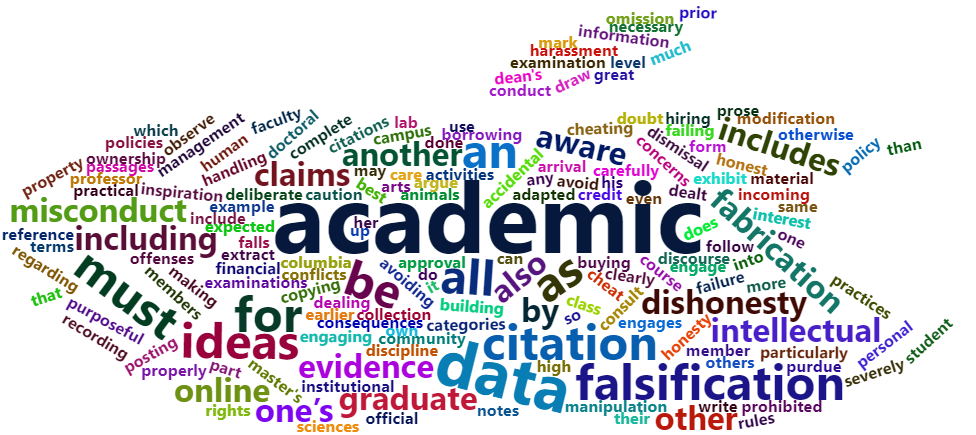 omission prior
necessary
information
mark much
harassment
examination level
dean's draw great
conduct
which observe faculty doctoral lab use doubt hiring prose modification
policies management citations campus done borrowing cheating failing includes otherwise than
ownership human complete another an aware dismissal form honest policy
property passages handling claims may care activities accidental arrival carefully concerns exhibit material
professor practical inspiration deliberate caution best arts argue animals any avoid his dealt incoming
misconduct example academic adapted credit even fabrication same
reference include expected her up does interest
terms including falls follow one
offenses extract columbia approval can buying discourse into
regarding must members making financial conflicts be avoiding do all also as clearly course engage failure more practices
that examinations copying it building cheat
purposeful for dealing earlier collection by so class consult dishonesty
recording consequences own categories engages honesty intellectual personal student
posting ideas engaging community citation member particularly
properly part discipline evidence data high others purdue severely
online master's institutional falsification
rights one’s graduate notes manipulation write prohibited
sciences official their other rules